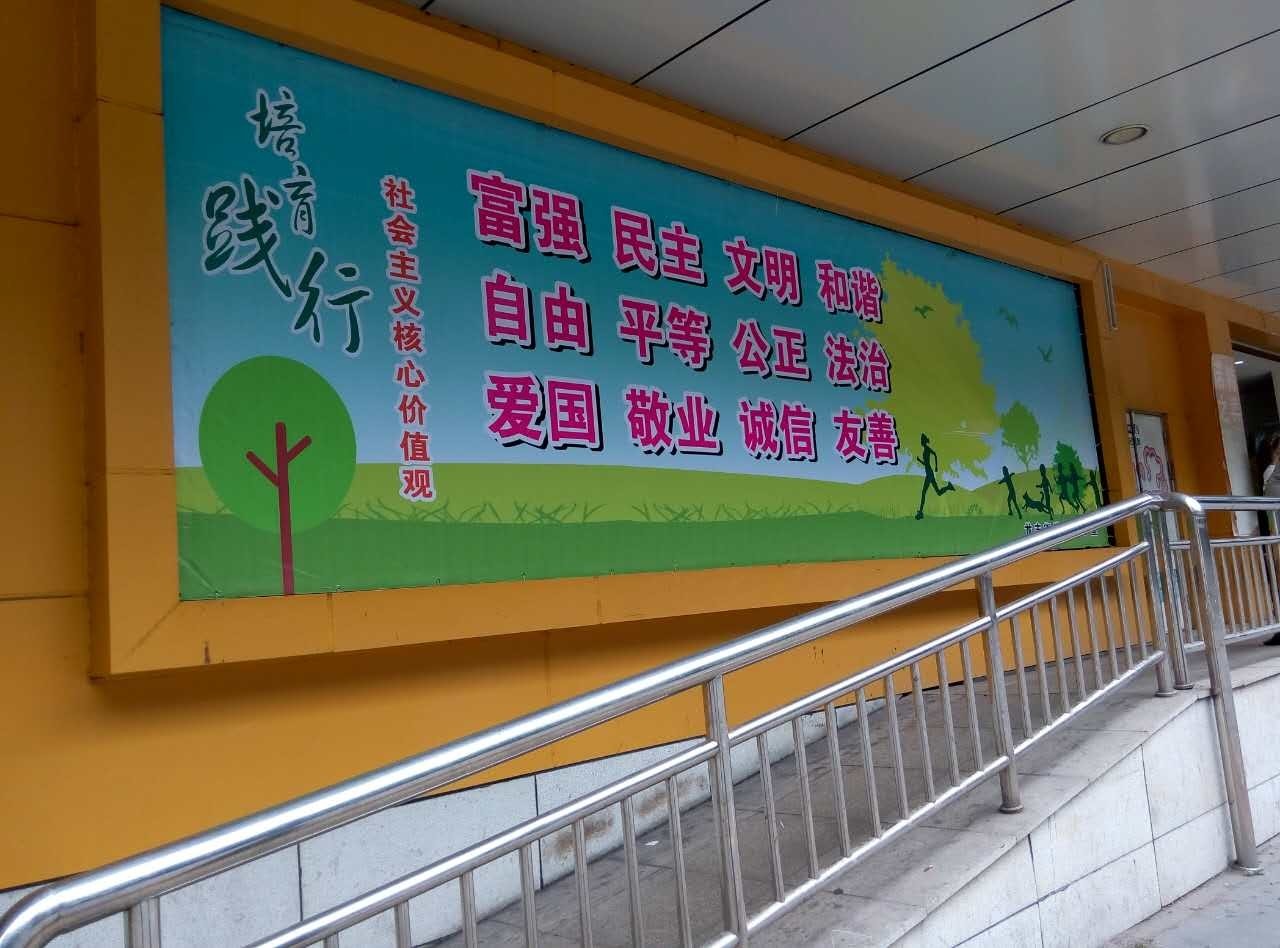 培育
践行
社会主义核心价值观
富强 民主 文明 和谐
自由 平等 公正 法治
爱国 敬业 诚信 友善